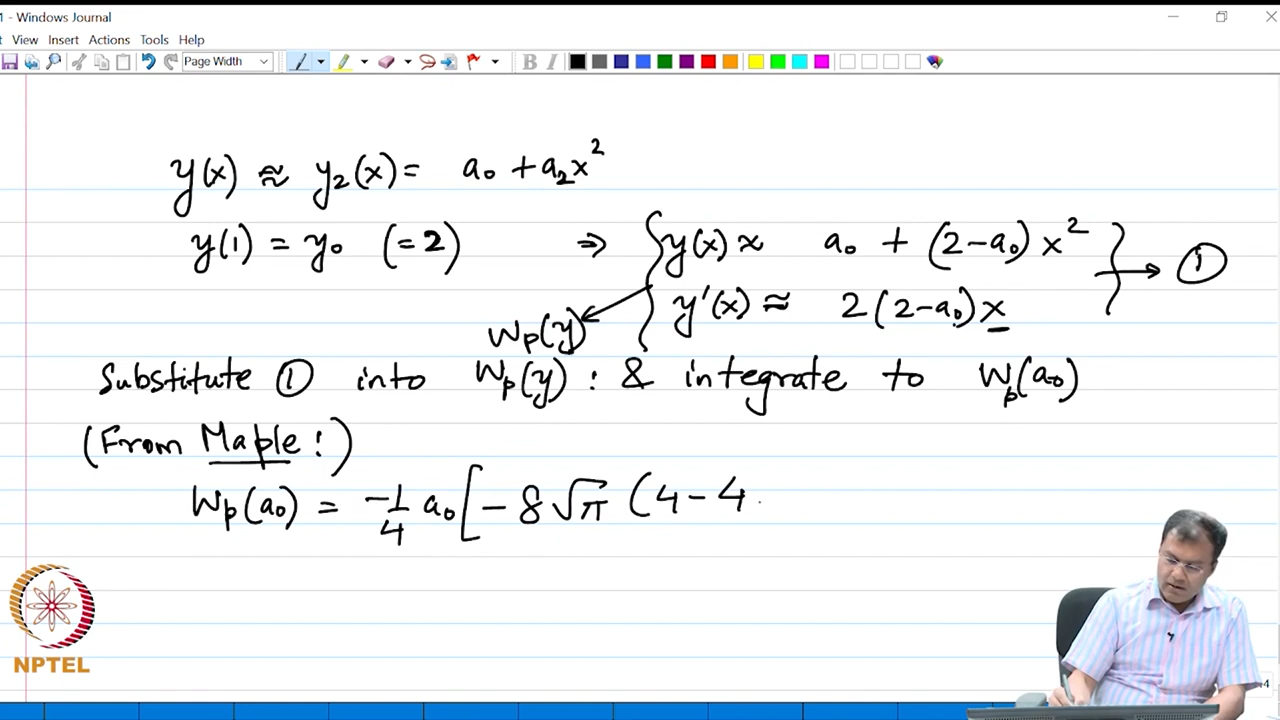 1 - Windows Journal
t View Insert Actions Tools Help
Page Width
B I
y(x) ≈ y₂(x) = a₀ + a₂x²
y(1) = y₀ (=2) ⇒ { y(x) ≈ a₀ + (2-a₀) x² } → ①
y'(x) ≈ 2(2-a₀)x
Wp(y)
Substitute ① into Wp(y) : & integrate to Wp(a₀)
(From Maple:)
Wp(a₀) = -1/4 a₀ [ - 8√π (4-4
NPTEL
4